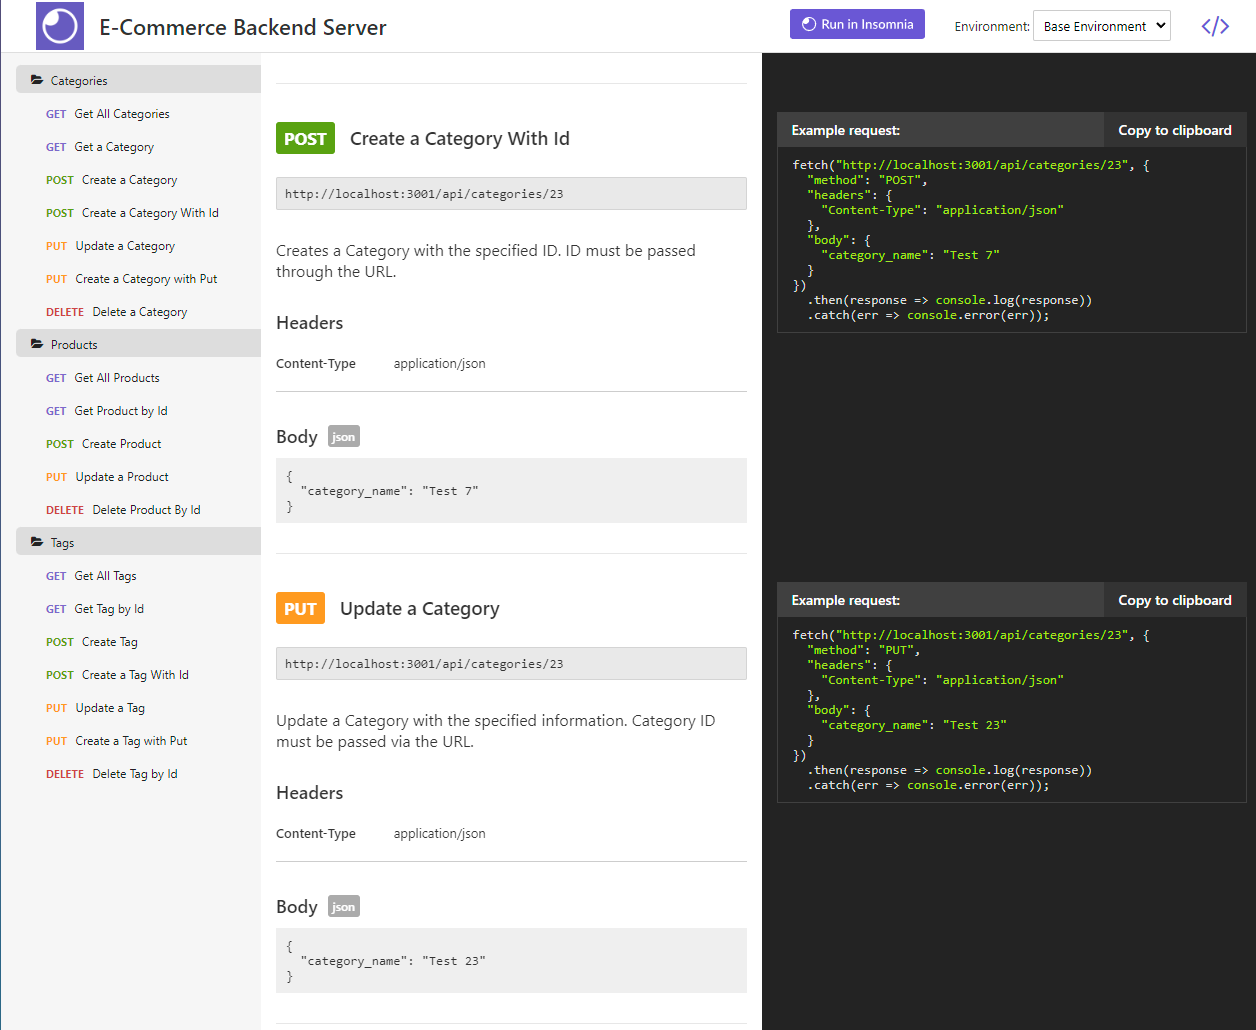 E-Commerce Backend Server
Run in Insomnia
Environment:
Base Environment
</>
Categories
GET Get All Categories
GET Get a Category
POST Create a Category
POST Create a Category With Id
PUT Update a Category
PUT Create a Category with Put
DELETE Delete a Category
Products
GET Get All Products
GET Get Product by Id
POST Create Product
PUT Update a Product
DELETE Delete Product By Id
Tags
GET Get All Tags
GET Get Tag by Id
POST Create Tag
POST Create a Tag With Id
PUT Update a Tag
PUT Create a Tag with Put
DELETE Delete Tag by Id
POST Create a Category With Id
http://localhost:3001/api/categories/23
Creates a Category with the specified ID. ID must be passed
through the URL.
Headers
Content-Type application/json
Body json
{
"category_name": "Test 7"
}
PUT Update a Category
http://localhost:3001/api/categories/23
Update a Category with the specified information. Category ID
must be passed via the URL.
Headers
Content-Type application/json
Body json
{
"category_name": "Test 23"
}
Example request: Copy to clipboard
fetch("http://localhost:3001/api/categories/23", {
"method": "POST",
"headers": {
"Content-Type": "application/json"
},
"body": {
"category_name": "Test 7"
}
})
.then(response => console.log(response))
.catch(err => console.error(err));
Example request: Copy to clipboard
fetch("http://localhost:3001/api/categories/23", {
"method": "PUT",
"headers": {
"Content-Type": "application/json"
},
"body": {
"category_name": "Test 23"
}
})
.then(response => console.log(response))
.catch(err => console.error(err));